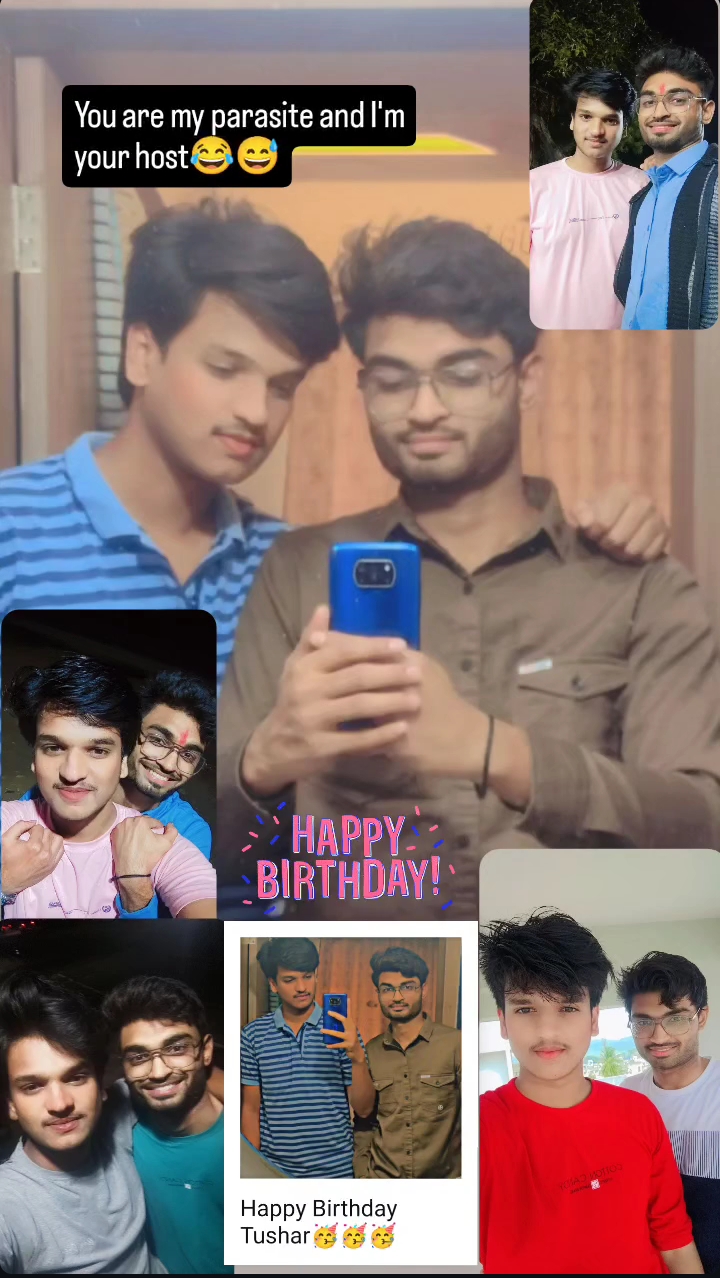 You are my parasite and I'm
your host😂😅
HAPPY
BIRTHDAY!
Happy Birthday
Tushar🥳🥳🥳